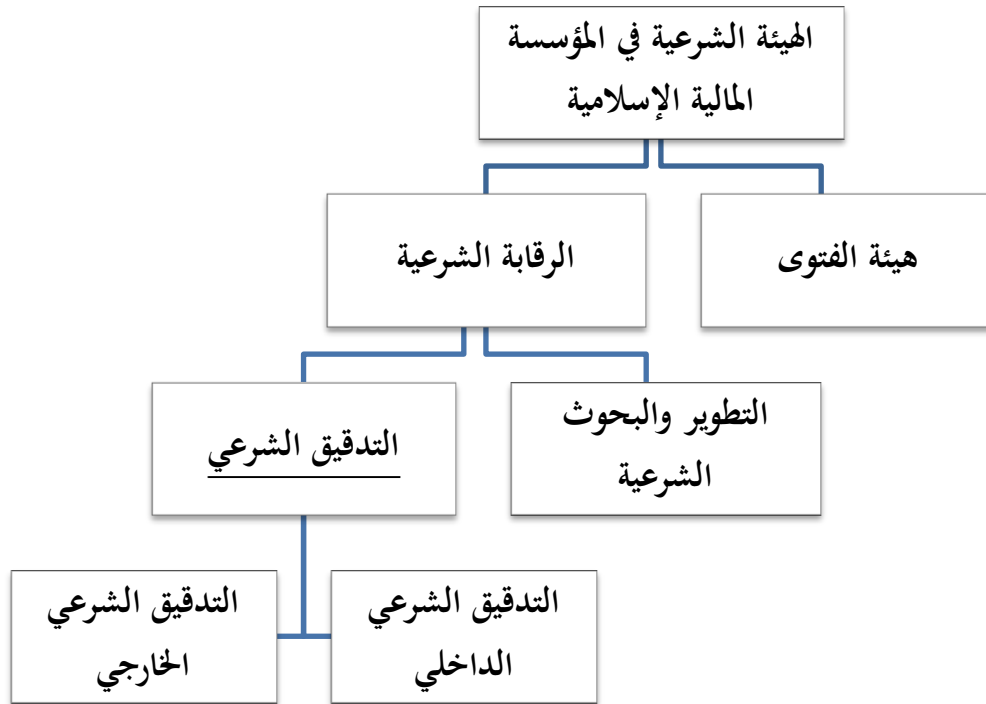 الهيئة الشرعية في المؤسسة
المالية الإسلامية
هيئة الفتوى
الرقابة الشرعية
التطوير والبحوث
الشرعية
التدقيق الشرعي
التدقيق الشرعي
الداخلي
التدقيق الشرعي
الخارجي